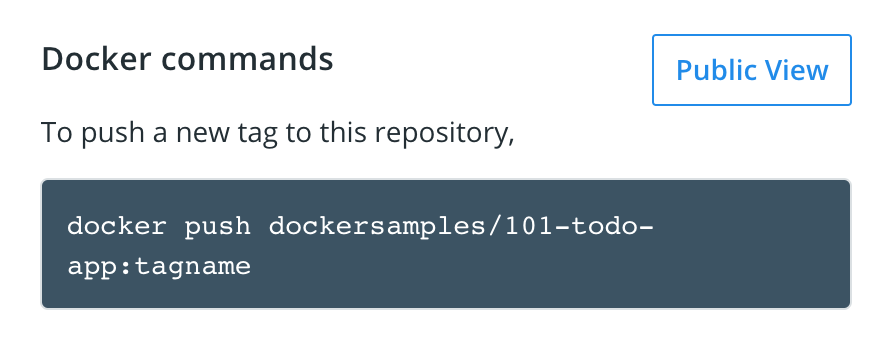 Docker commands
Public View
To push a new tag to this repository,
docker push dockersamples/101-todo-
app:tagname